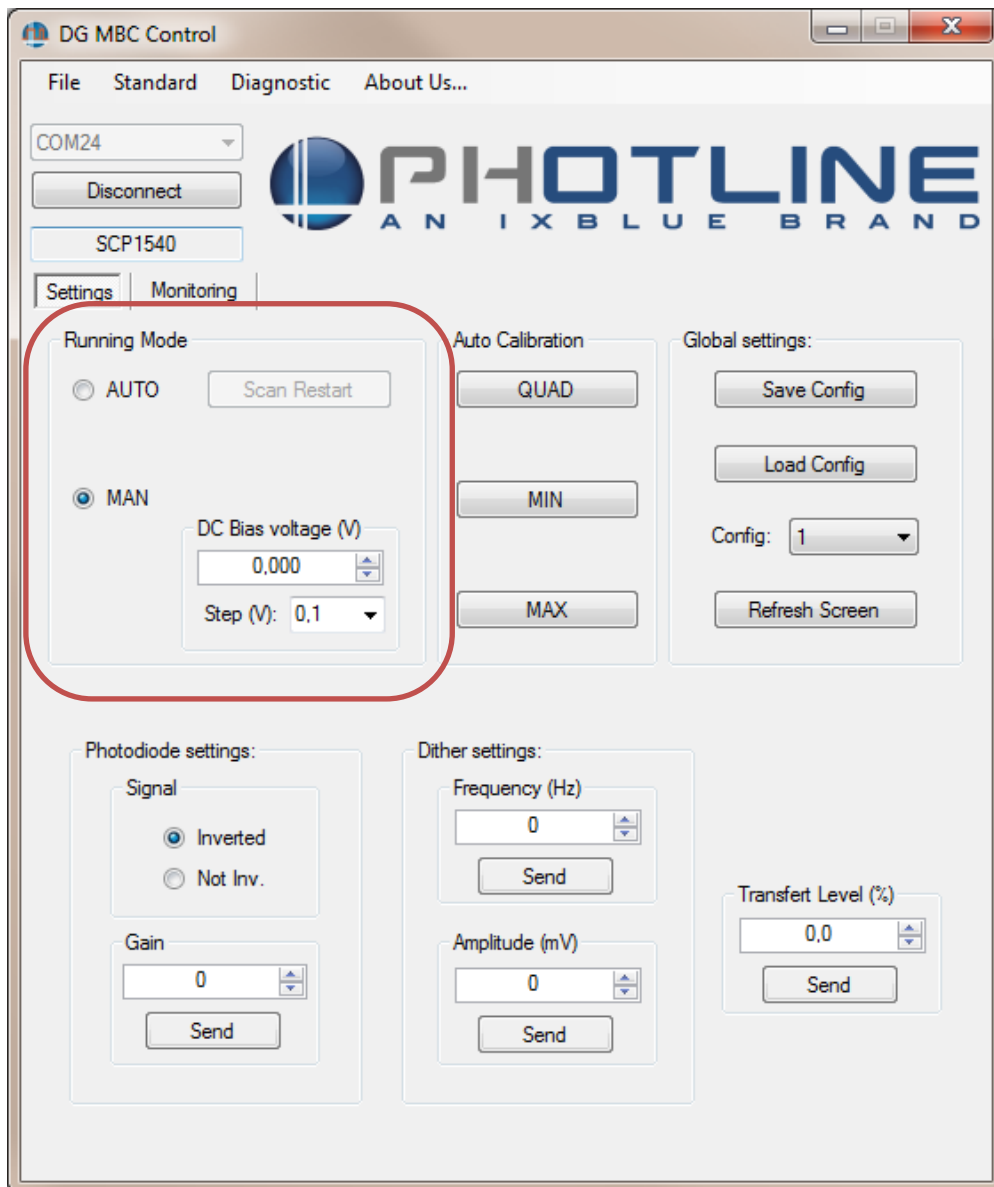 DG MBC Control
File Standard Diagnostic About Us...
COM24
Disconnect
SCP1540
PHOTLINE
AN IXBLUE BRAND
Settings Monitoring
Running Mode
AUTO Scan Restart
MAN
DC Bias voltage (V)
0,000
Step (V): 0,1
Auto Calibration
QUAD
MIN
MAX
Global settings:
Save Config
Load Config
Config: 1
Refresh Screen
Photodiode settings:
Signal
Inverted
Not Inv.
Gain
0
Send
Dither settings:
Frequency (Hz)
0
Send
Amplitude (mV)
0
Send
Transfert Level (%)
0,0
Send